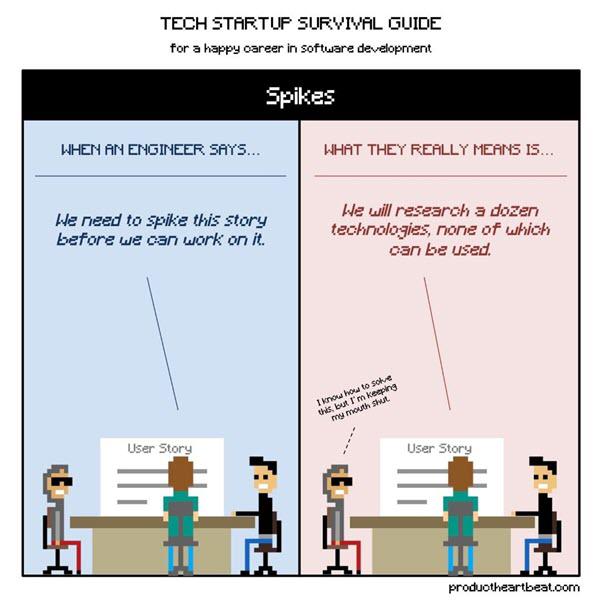 TECH STARTUP SURVIVAL GUIDE
for a happy career in software development
Spikes
WHEN AN ENGINEER SAYS...
We need to spike this story
before we can work on it.
User Story
WHAT THEY REALLY MEANS IS...
We will research a dozen
technologies, none of which
can be used.
I know how to solve
this, but I'm keeping
my mouth shut.
User Story
productheartbeat.com